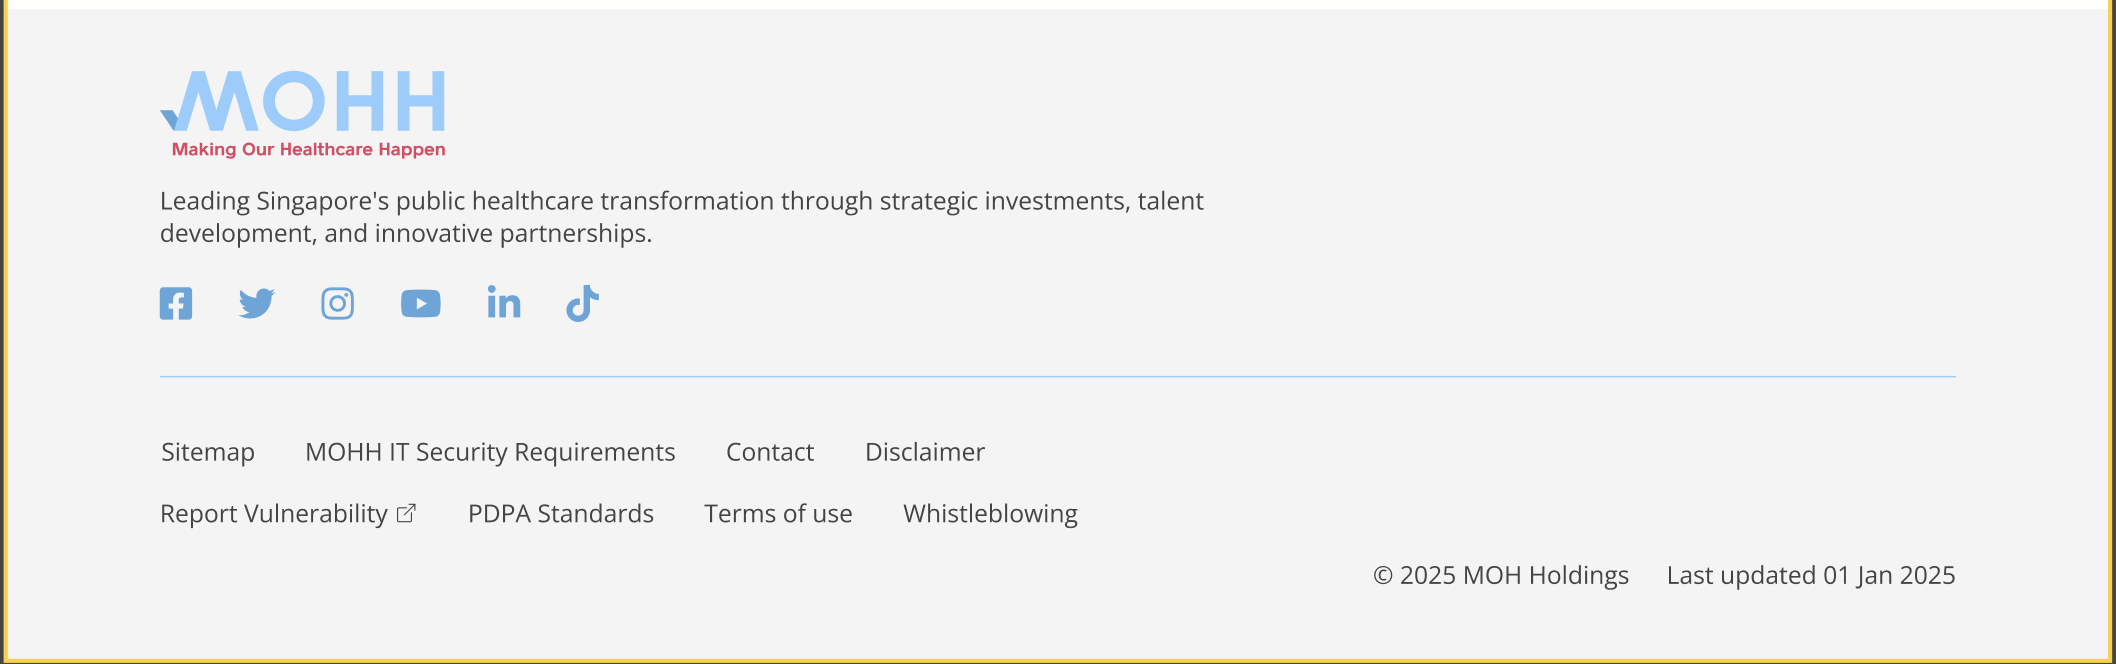 MOHH
Making Our Healthcare Happen
Leading Singapore's public healthcare transformation through strategic investments, talent
development, and innovative partnerships.
Sitemap MOHH IT Security Requirements Contact Disclaimer
Report Vulnerability PDPA Standards Terms of use Whistleblowing
© 2025 MOH Holdings Last updated 01 Jan 2025